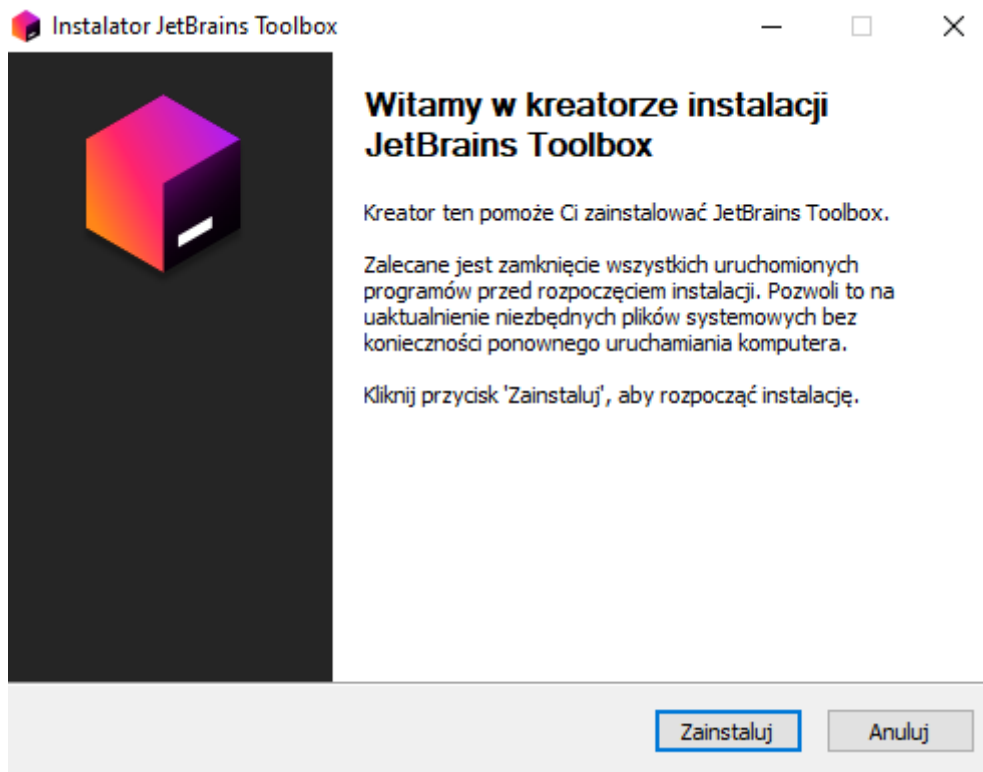 Instalator JetBrains Toolbox
Witamy w kreatorze instalacji
JetBrains Toolbox
Kreator ten pomoże Ci zainstalować JetBrains Toolbox.
Zalecane jest zamknięcie wszystkich uruchomionych
programów przed rozpoczęciem instalacji. Pozwoli to na
uaktualnienie niezbędnych plików systemowych bez
konieczności ponownego uruchamiania komputera.
Kliknij przycisk 'Zainstaluj', aby rozpocząć instalację.
Zainstaluj
Anuluj